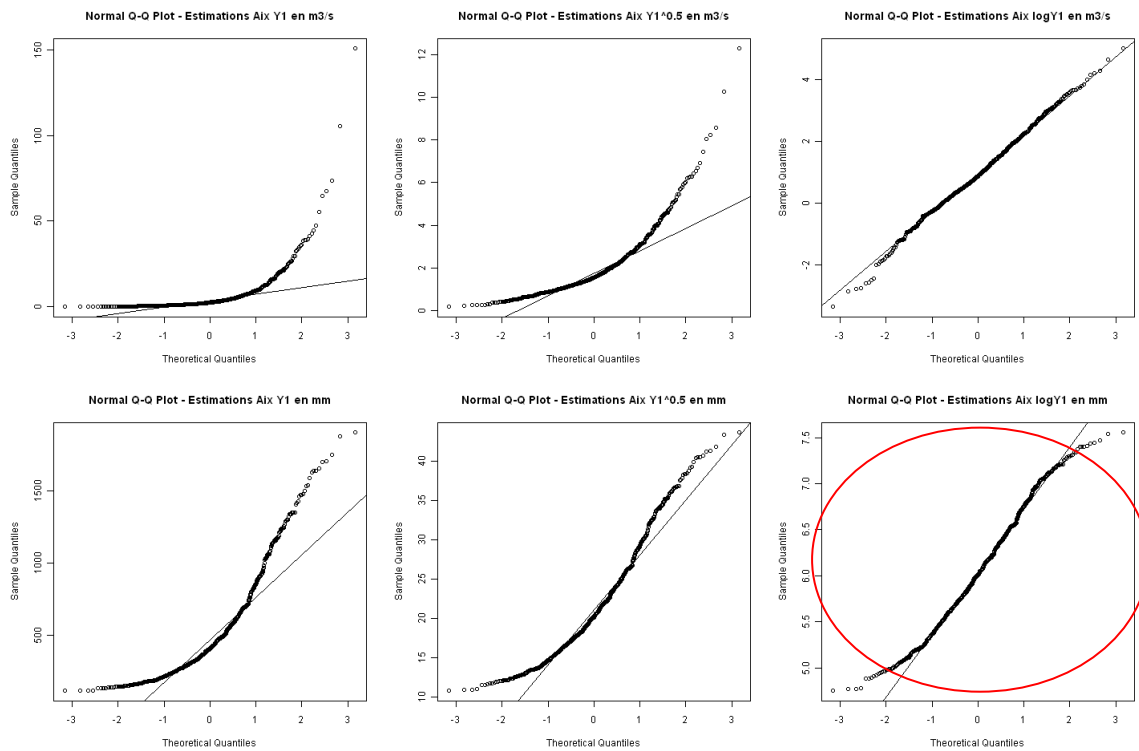 Normal Q-Q Plot - Estimations Aix Y1 en m3/s
Sample Quantiles
0 50 100 150
-3 -2 -1 0 1 2 3
Theoretical Quantiles
Normal Q-Q Plot - Estimations Aix Y1^0.5 en m3/s
Sample Quantiles
0 2 4 6 8 10 12
-3 -2 -1 0 1 2 3
Theoretical Quantiles
Normal Q-Q Plot - Estimations Aix logY1 en m3/s
Sample Quantiles
-2 0 2 4
-3 -2 -1 0 1 2 3
Theoretical Quantiles
Normal Q-Q Plot - Estimations Aix Y1 en mm
Sample Quantiles
500 1000 1500
-3 -2 -1 0 1 2 3
Theoretical Quantiles
Normal Q-Q Plot - Estimations Aix Y1^0.5 en mm
Sample Quantiles
10 15 20 25 30 35 40
-3 -2 -1 0 1 2 3
Theoretical Quantiles
Normal Q-Q Plot - Estimations Aix logY1 en mm
Sample Quantiles
5.0 5.5 6.0 6.5 7.0 7.5
-3 -2 -1 0 1 2 3
Theoretical Quantiles